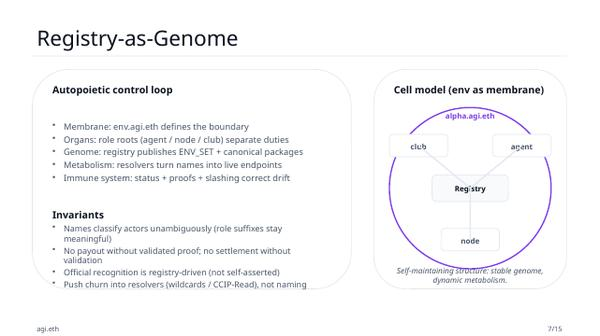 Registry-as-Genome
Autopoietic control loop
• Membrane: env.agi.eth defines the boundary
• Organs: role roots (agent / node / club) separate duties
• Genome: registry publishes ENV_SET + canonical packages
• Metabolism: resolvers turn names into live endpoints
• Immune system: status + proofs + slashing correct drift
Invariants
• Names classify actors unambiguously (role suffixes stay
meaningful)
• No payout without validated proof; no settlement without
validation
• Official recognition is registry-driven (not self-asserted)
• Push churn into resolvers (wildcards / CCIP-Read), not naming
Cell model (env as membrane)
alpha.agi.eth
club
agent
Registry
node
Self-maintaining structure: stable genome,
dynamic metabolism.
agi.eth
7/15